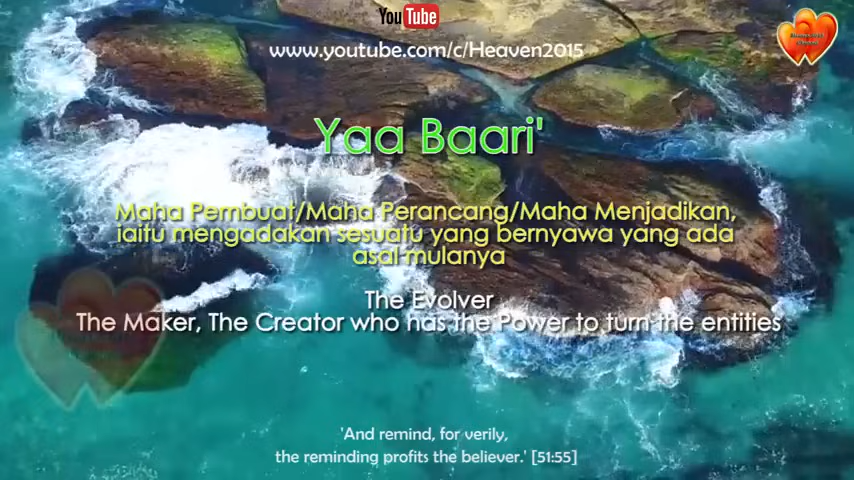 YouTube
www.youtube.com/c/Heaven2015
Yaa Baari'
Maha Pembuat/Maha Perancang/Maha Menjadikan,
iaitu mengadakan sesuatu yang bernyawa yang ada
asal mulanya
The Evolver
The Maker, The Creator who has the Power to turn the entities
'And remind, for verily,
the reminding profits the believer.' [51:55]